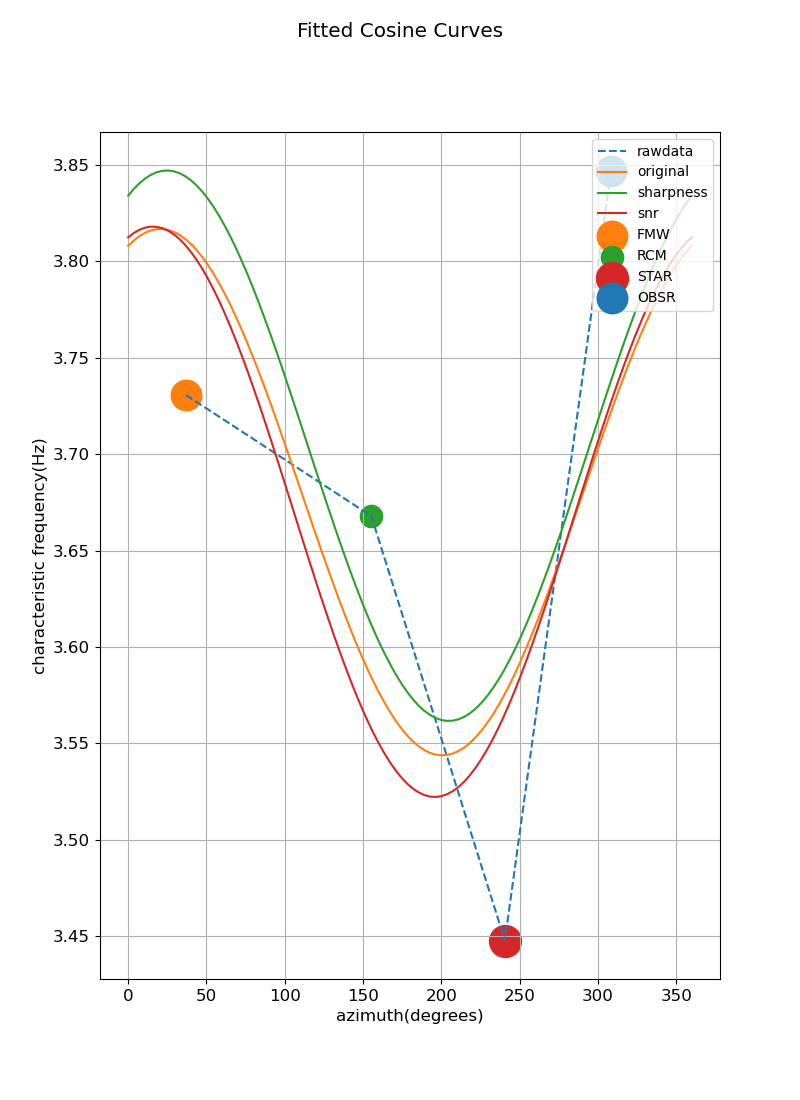 Fitted Cosine Curves
3.85
3.80
3.75
3.70
3.65
3.60
3.55
3.50
3.45
characteristic frequency(Hz)
rawdata
original
sharpness
snr
FMW
RCM
STAR
OBSR
0 50 100 150 200 250 300 350
azimuth(degrees)